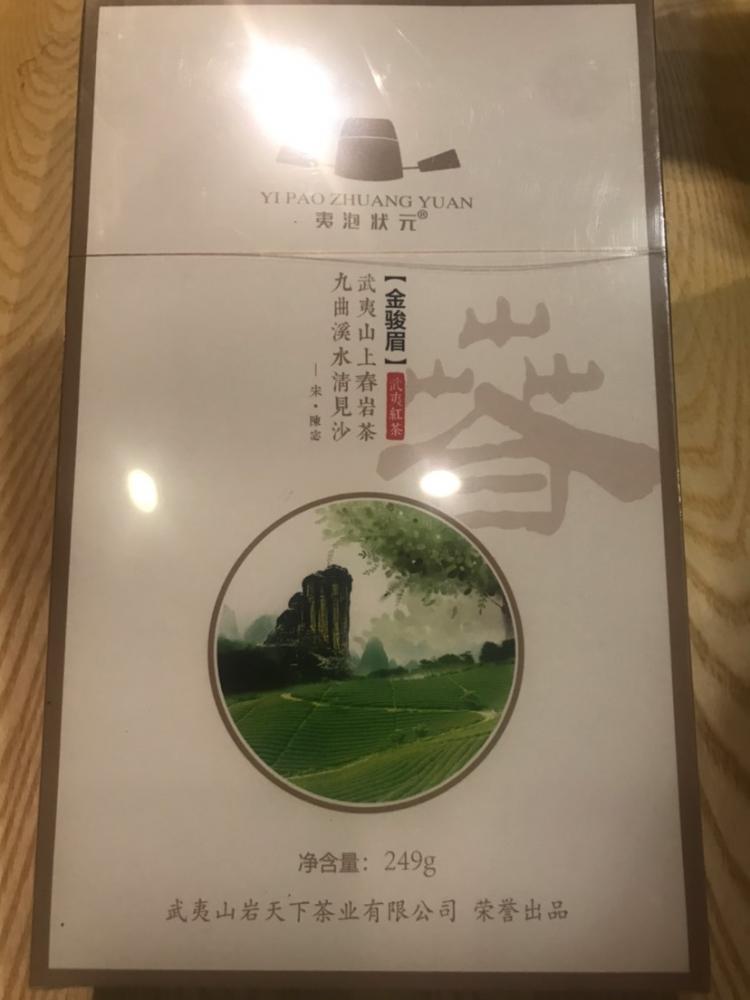 YI PAO ZHUANG YUAN
夷泡状元®
【金骏眉】
武夷紅茶
武夷山上春岩茶
九曲溪水清見沙
—宋·陳宓
净含量：249g
武夷山岩天下茶业有限公司 荣誉出品